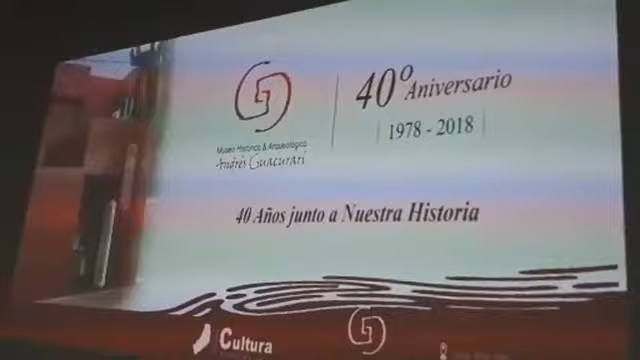 40º Aniversario
1978 - 2018
Museo Histórico & Arqueológico
Andrés Guacurarí
40 Años junto a Nuestra Historia
Cultura